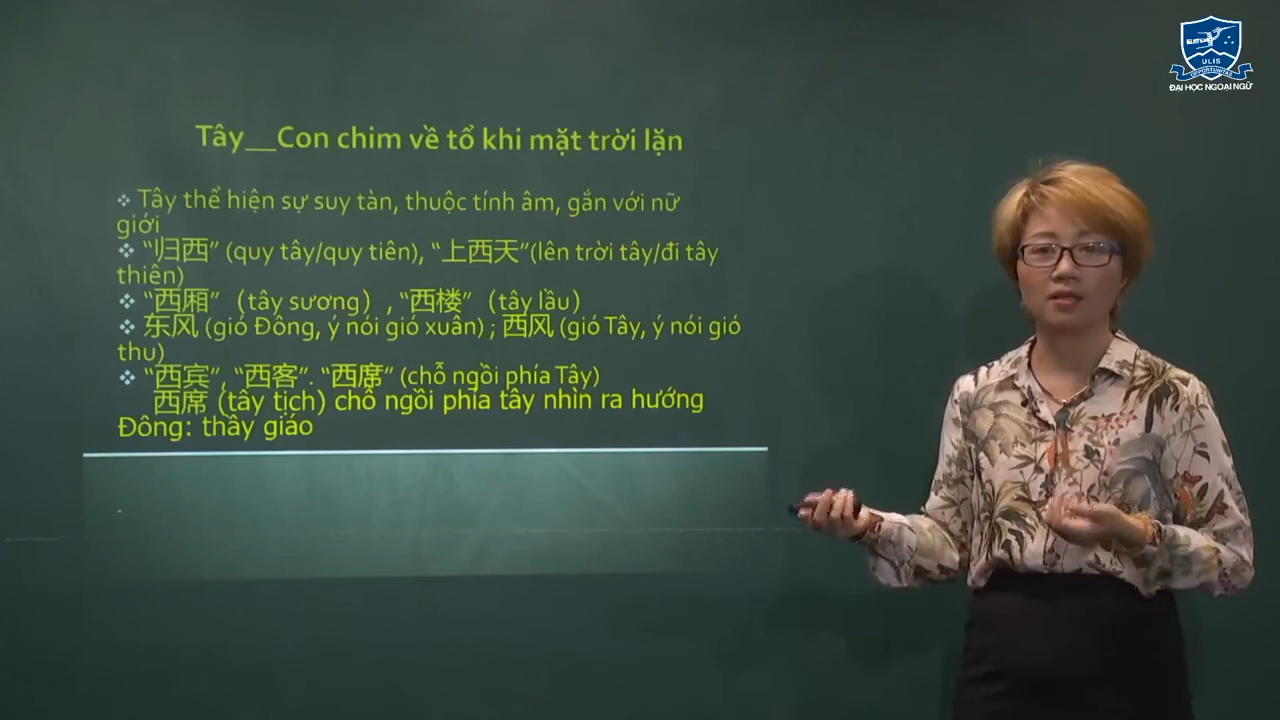 ULIS
ĐẠI HỌC NGOẠI NGỮ
Tây__Con chim về tổ khi mặt trời lặn
❖ Tây thể hiện sự suy tàn, thuộc tính âm, gắn với nữ
giới
❖ “归西” (quy tây/quy tiên), “上西天”(lên trời tây/đi tây
thiên)
❖ “西厢” （tây sương）, “西楼” （tây lầu）
❖ 东风 (gió Đông, ý nói gió xuân) ; 西风 (gió Tây, ý nói gió
thu)
❖ “西宾”, “西客”. “西席” (chỗ ngồi phía Tây)
西席 (tây tịch) chỗ ngồi phía tây nhìn ra hướng
Đông: thầy giáo